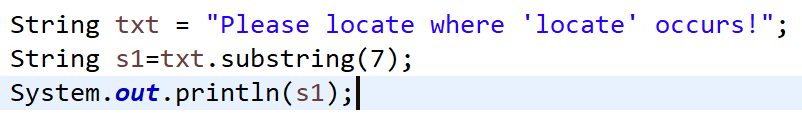 String txt = "Please locate where 'locate' occurs!";
String s1=txt.substring(7);
System.out.println(s1);